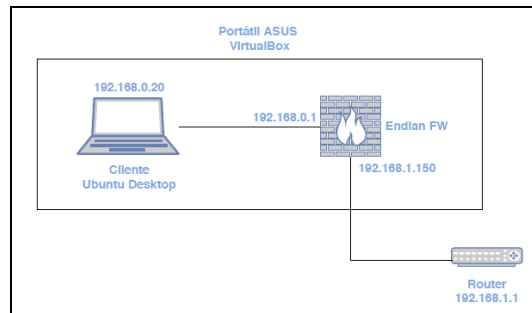 Portátil ASUS
VirtualBox
192.168.0.20
192.168.0.1
Endian FW
Cliente
Ubuntu Desktop
192.168.1.150
Router
192.168.1.1